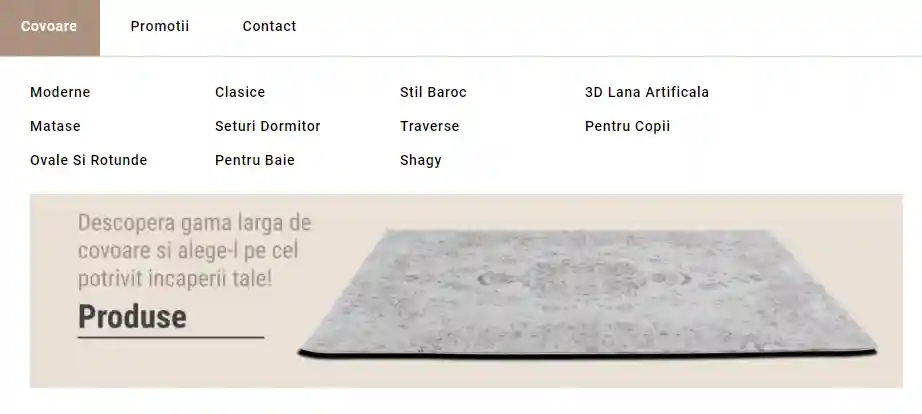 Covoare Promotii Contact
Moderne Clasice Stil Baroc 3D Lana Artificala
Matase Seturi Dormitor Traverse Pentru Copii
Ovale Si Rotunde Pentru Baie Shagy
Descopera gama larga de
covoare si alege-l pe cel
potrivit incaperii tale!
Produse